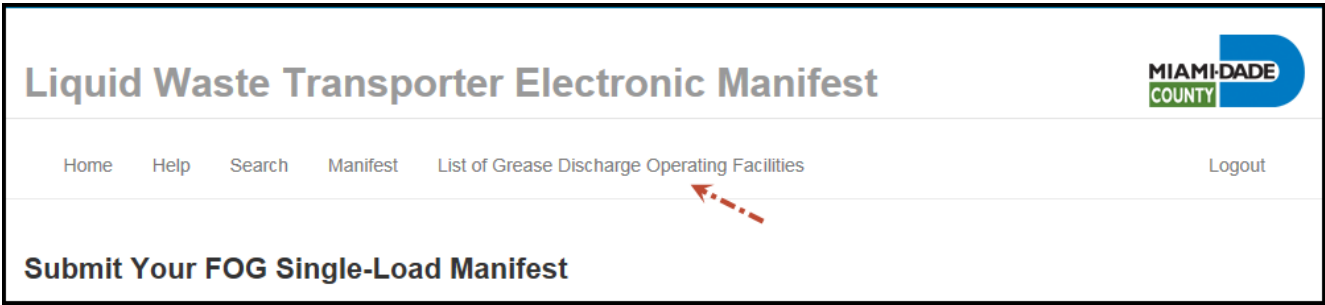 Liquid Waste Transporter Electronic Manifest
MIAMI-DADE
COUNTY
Home Help Search Manifest List of Grease Discharge Operating Facilities Logout
Submit Your FOG Single-Load Manifest